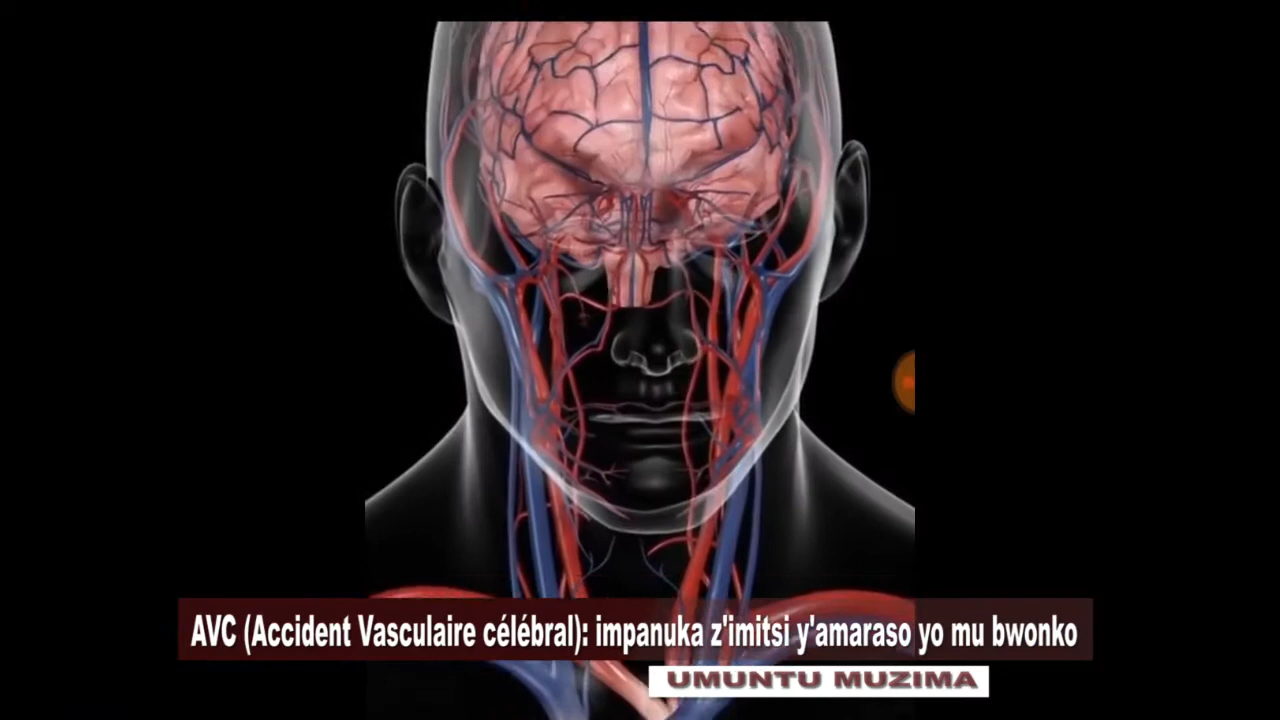 AVC (Accident Vasculaire célébral): impanuka z'imitsi y'amaraso yo mu bwonko
UMUNTU MUZIMA